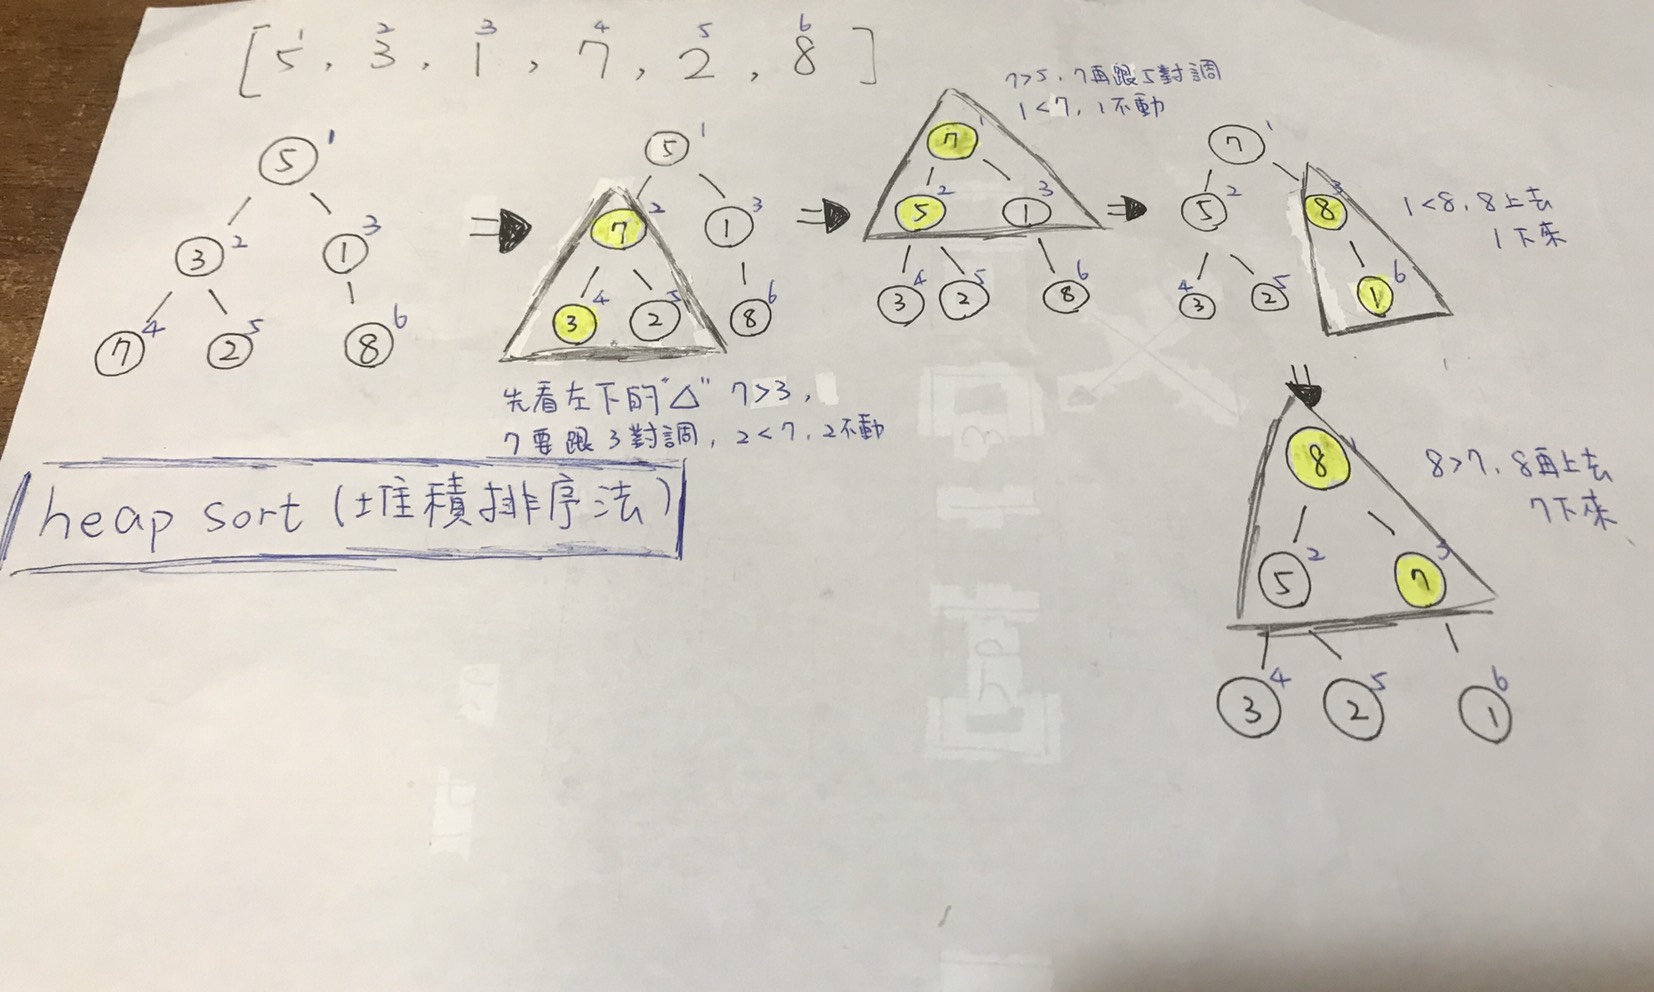 1 2 3 4 5 6
[5, 3, 1, 7, 2, 8]
5 1
3 2 1 3
7 4 2 5 8 6
5 1
7 2 1 3
3 4 2 5 8 6
先看左下的"△" 7>3,
7要跟3對調, 2<7, 2不動
7>5, 7再跟5對調
1<7, 1不動
7 1
5 2 1 3
3 4 2 5 8 6
7 1
5 2 8 3
3 4 2 5 1 6
1<8, 8上去
1下來
8 1
5 2 7 3
3 4 2 5 1 6
8>7, 8再上去
7下來
heap sort (堆積排序法)